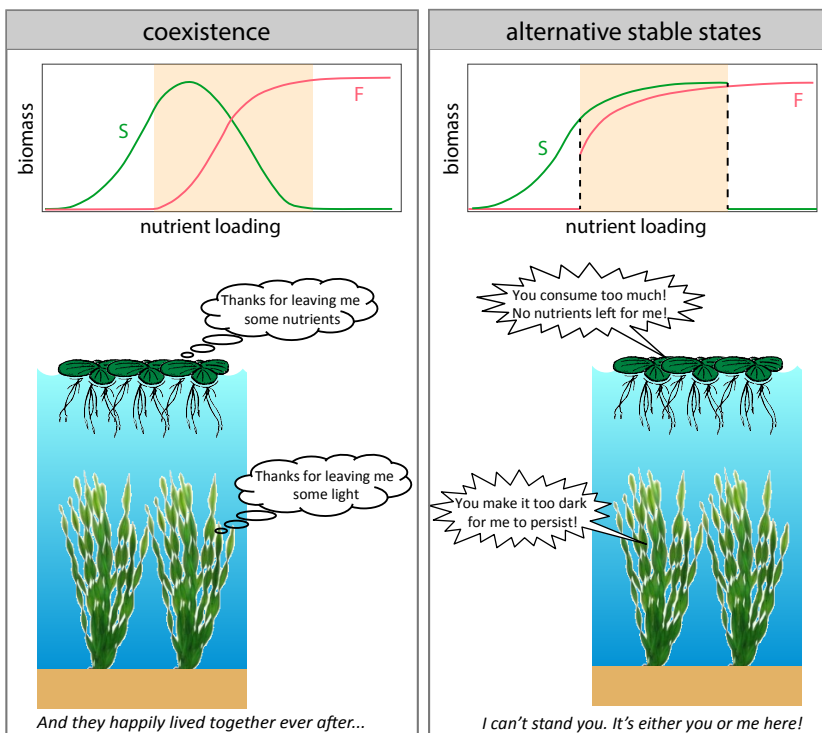 coexistence
S
F
biomass
nutrient loading
Thanks for leaving me
some nutrients
Thanks for leaving me
some light
And they happily lived together ever after...
alternative stable states
S
F
biomass
nutrient loading
You consume too much!
No nutrients left for me!
You make it too dark
for me to persist!
I can't stand you. It's either you or me here!